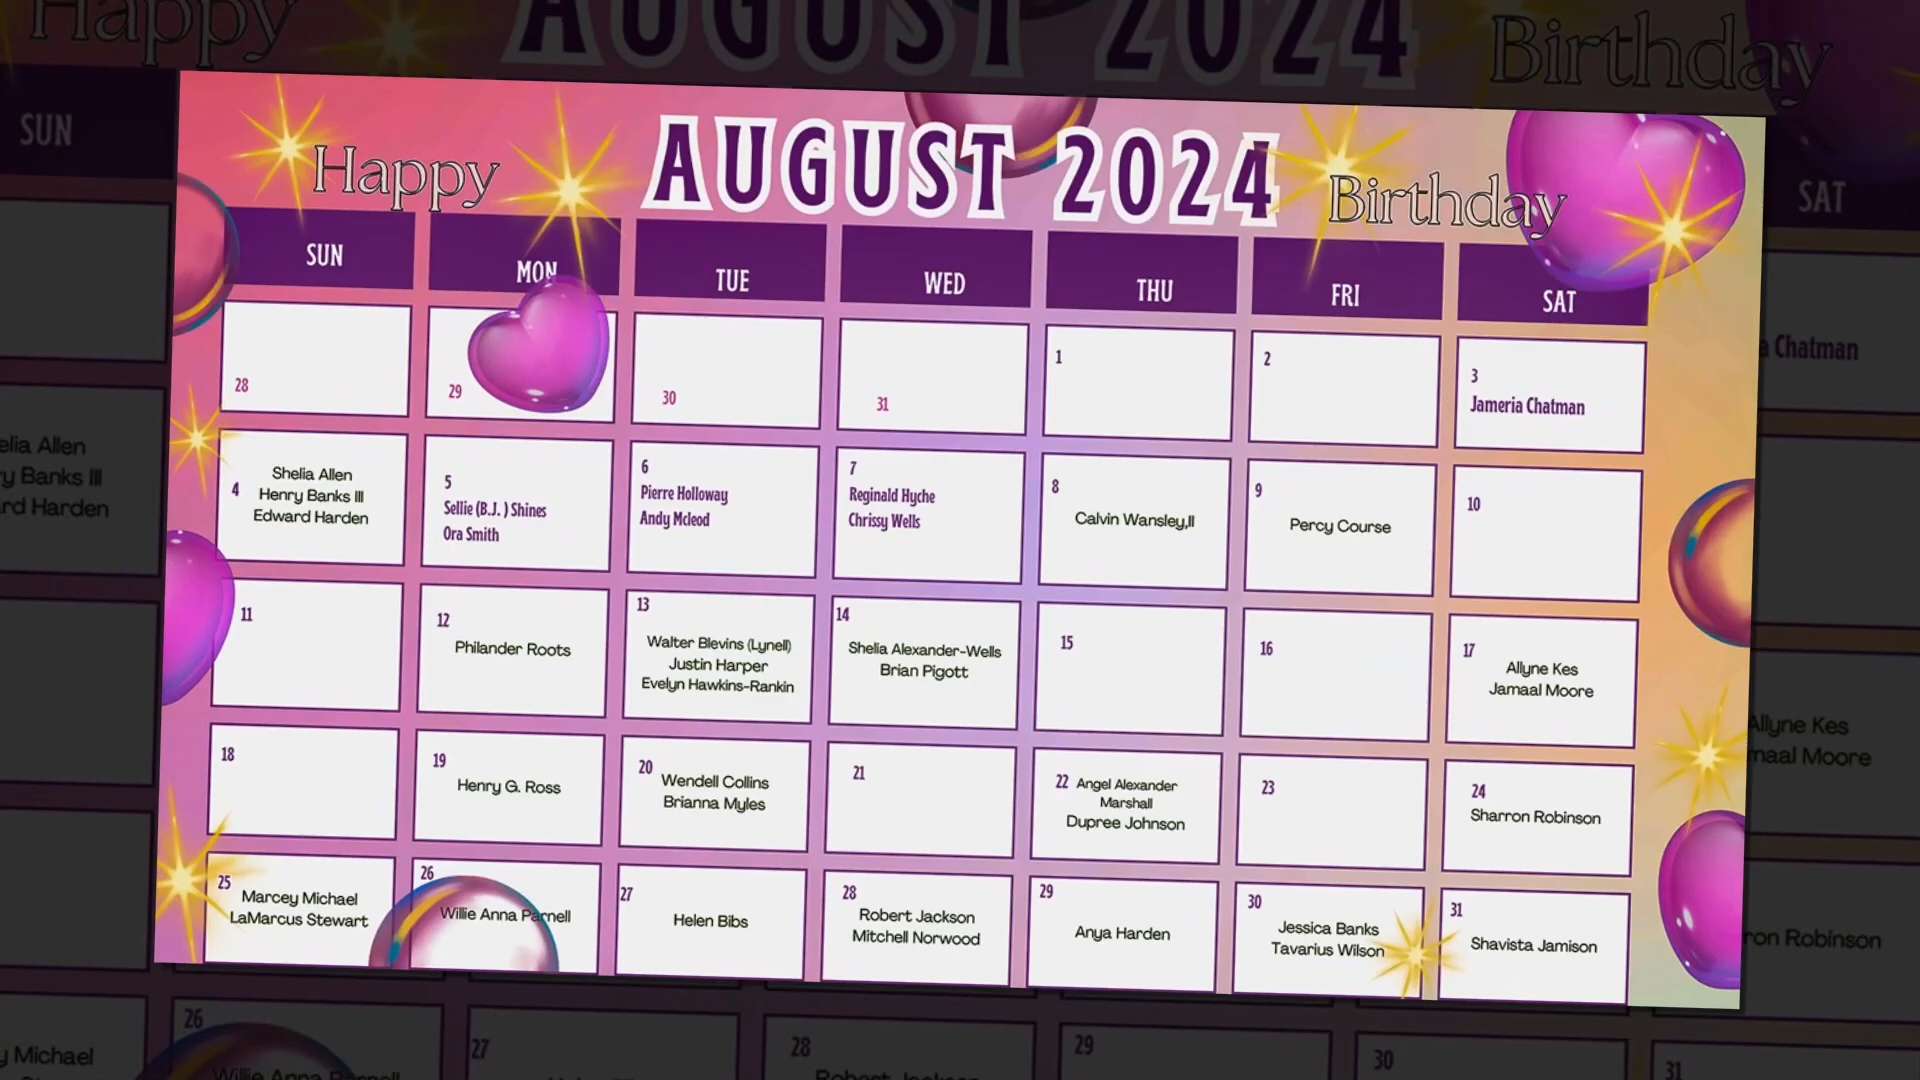 Happy
AUGUST 2024
Birthday
SUN
MON
TUE
WED
THU
FRI
SAT
28
29
30
31
1
2
3
Jameria Chatman
4
Shelia Allen
Henry Banks III
Edward Harden
5
Sellie (B.J. ) Shines
Ora Smith
6
Pierre Holloway
Andy Mcleod
7
Reginald Hyche
Chrissy Wells
8
Calvin Wansley,II
9
Percy Course
10
11
12
Philander Roots
13
Walter Blevins (Lynell)
Justin Harper
Evelyn Hawkins-Rankin
14
Shelia Alexander-Wells
Brian Pigott
15
16
17
Allyne Kes
Jamaal Moore
18
19
Henry G. Ross
20
Wendell Collins
Brianna Myles
21
22 Angel Alexander
Marshall
Dupree Johnson
23
24
Sharron Robinson
25
Marcey Michael
LaMarcus Stewart
26
Willie Anna Parnell
27
Helen Bibs
28
Robert Jackson
Mitchell Norwood
29
Anya Harden
30
Jessica Banks
Tavarius Wilson
31
Shavista Jamison